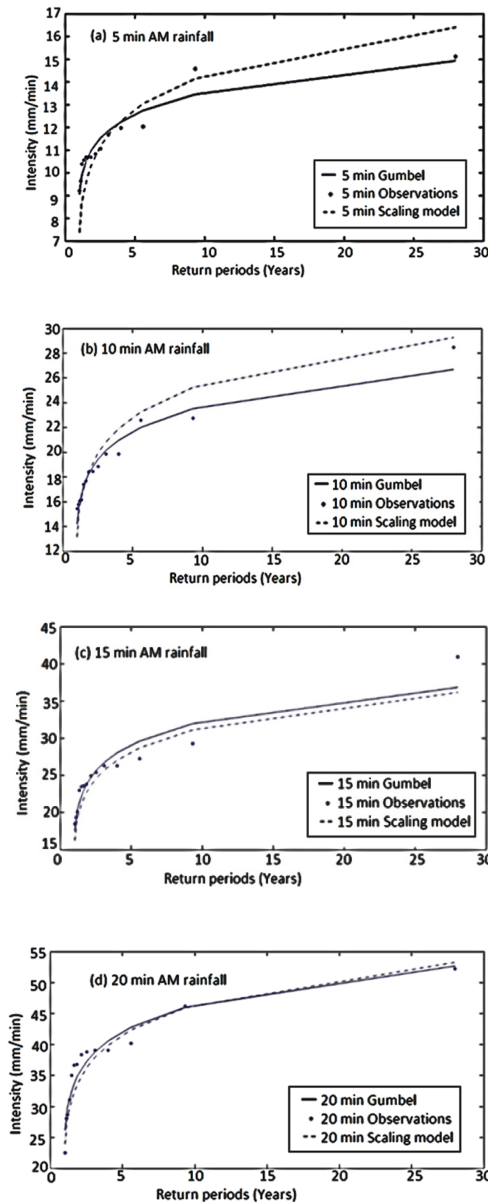 (a) 5 min AM rainfall
17
16
15
14
13
12
11
10
9
8
7
Intensity (mm/min)
5 min Gumbel
5 min Observations
5 min Scaling model
0 5 10 15 20 25 30
Return periods (Years)
(b) 10 min AM rainfall
30
28
26
24
22
20
18
16
14
12
Intensity (mm/min)
10 min Gumbel
10 min Observations
10 min Scaling model
0 5 10 15 20 25 30
Return periods (Years)
(c) 15 min AM rainfall
45
40
35
30
25
20
15
Intensity (mm/min)
15 min Gumbel
15 min Observations
15 min Scaling model
0 5 10 15 20 25 30
Return periods (Years)
(d) 20 min AM rainfall
55
50
45
40
35
30
25
20
Intensity (mm/min)
20 min Gumbel
20 min Observations
20 min Scaling model
0 5 10 15 20 25 30
Return periods (Years)